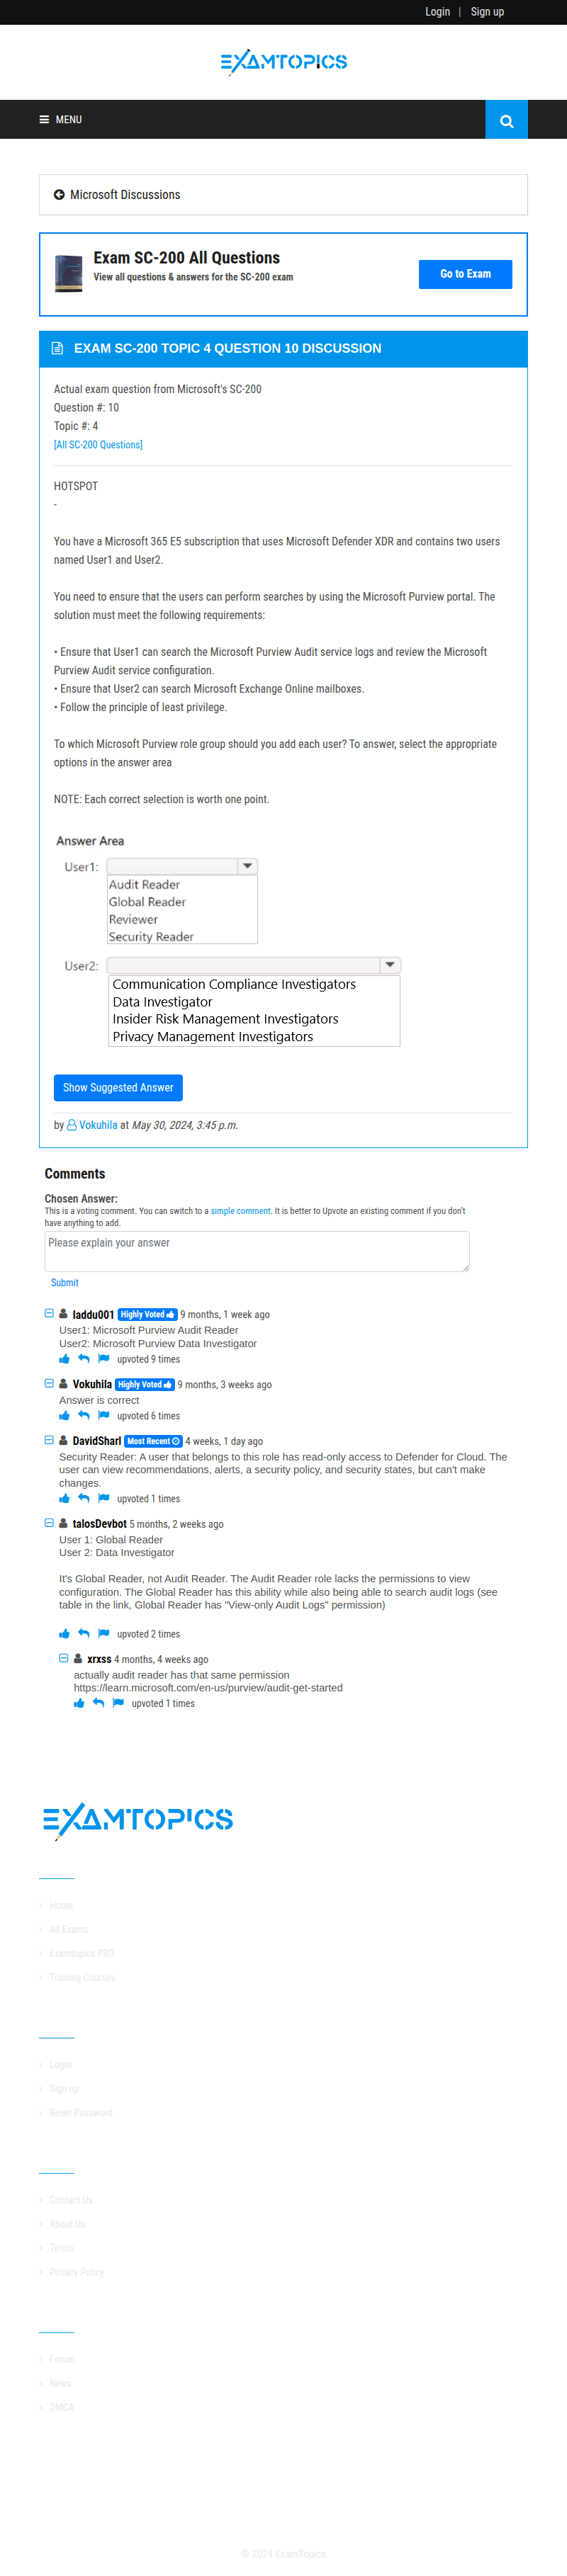 Login | Sign up
EXAMTOPICS
MENU
Microsoft Discussions
Exam SC-200 All Questions
View all questions & answers for the SC-200 exam
Go to Exam
EXAM SC-200 TOPIC 4 QUESTION 10 DISCUSSION
Actual exam question from Microsoft's SC-200
Question #: 10
Topic #: 4
[All SC-200 Questions]
HOTSPOT
-
You have a Microsoft 365 E5 subscription that uses Microsoft Defender XDR and contains two users
named User1 and User2.
You need to ensure that the users can perform searches by using the Microsoft Purview portal. The
solution must meet the following requirements:
• Ensure that User1 can search the Microsoft Purview Audit service logs and review the Microsoft
Purview Audit service configuration.
• Ensure that User2 can search Microsoft Exchange Online mailboxes.
• Follow the principle of least privilege.
To which Microsoft Purview role group should you add each user? To answer, select the appropriate
options in the answer area
NOTE: Each correct selection is worth one point.
Answer Area
User1:
Audit Reader
Global Reader
Reviewer
Security Reader
User2:
Communication Compliance Investigators
Data Investigator
Insider Risk Management Investigators
Privacy Management Investigators
Show Suggested Answer
by Vokuhila at May 30, 2024, 3:45 p.m.
Comments
Chosen Answer:
This is a voting comment. You can switch to a simple comment. It is better to Upvote an existing comment if you don't
have anything to add.
Please explain your answer
Submit
laddu001 Highly Voted 9 months, 1 week ago
User1: Microsoft Purview Audit Reader
User2: Microsoft Purview Data Investigator
upvoted 9 times
Vokuhila Highly Voted 9 months, 3 weeks ago
Answer is correct
upvoted 6 times
DavidSharl Most Recent 4 weeks, 1 day ago
Security Reader: A user that belongs to this role has read-only access to Defender for Cloud. The
user can view recommendations, alerts, a security policy, and security states, but can't make
changes.
upvoted 1 times
talosDevbot 5 months, 2 weeks ago
User 1: Global Reader
User 2: Data Investigator
It's Global Reader, not Audit Reader. The Audit Reader role lacks the permissions to view
configuration. The Global Reader has this ability while also being able to search audit logs (see
table in the link, Global Reader has "View-only Audit Logs" permission)
upvoted 2 times
xrxss 4 months, 4 weeks ago
actually audit reader has that same permission
https://learn.microsoft.com/en-us/purview/audit-get-started
upvoted 1 times
EXAMTOPICS
Home
All Exams
Examtopics PRO
Training Courses
Login
Sign up
Reset Password
Contact Us
About Us
Terms
Privacy Policy
Forum
News
DMCA
© 2024 ExamTopics